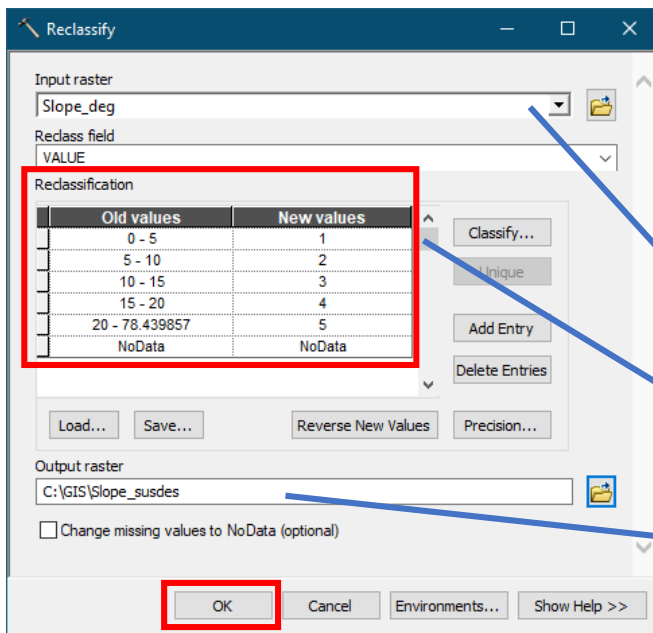 Reclassify
Input raster
Slope_deg
Reclass field
VALUE
Reclassification
Old values New values
0 - 5 1
5 - 10 2
10 - 15 3
15 - 20 4
20 - 78.439857 5
NoData NoData
Classify...
Unique
Add Entry
Delete Entries
Load... Save... Reverse New Values Precision...
Output raster
C:\GIS\Slope_susdes
Change missing values to NoData (optional)
OK Cancel Environments... Show Help >>